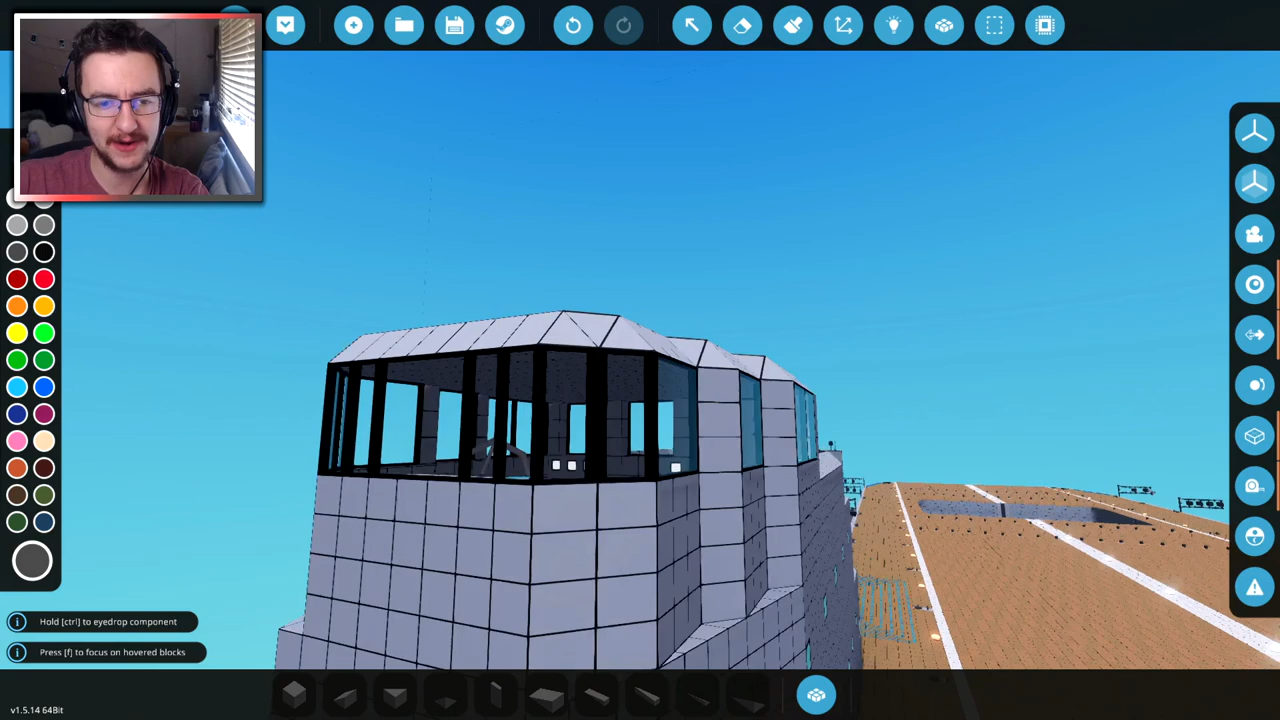 Hold [ctrl] to eyedrop component
Press [f] to focus on hovered blocks
v1.5.14 64Bit